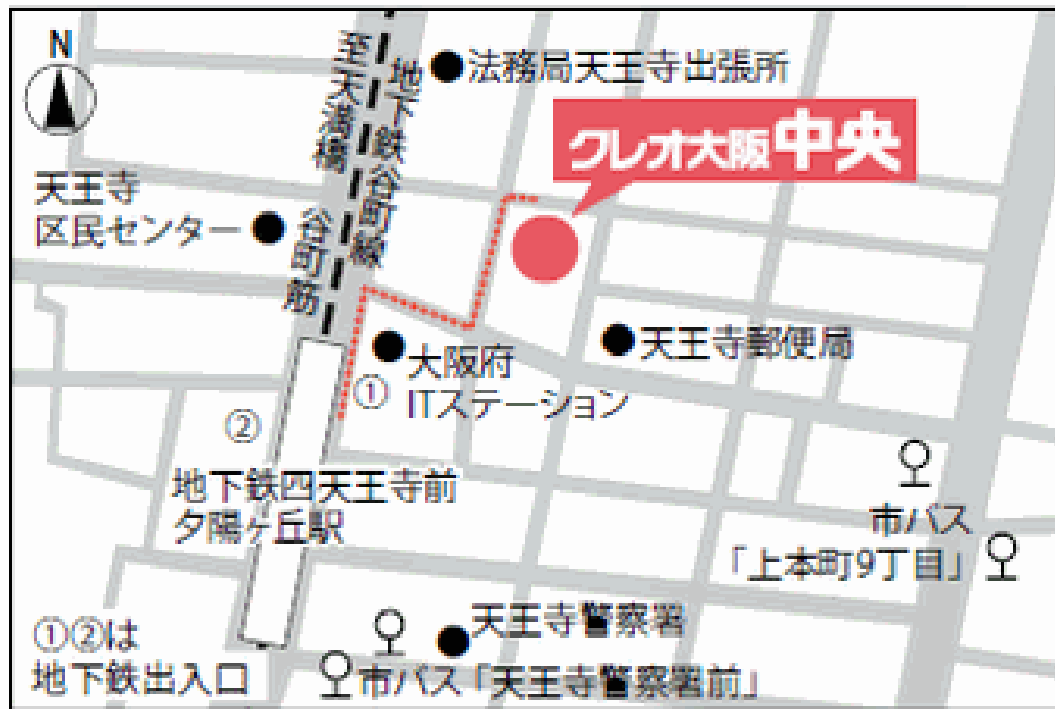 N
至天満橋
地下鉄谷町線
法務局天王寺出張所
クレオ大阪中央
天王寺
区民センター
谷町筋
天王寺郵便局
大阪府
ITステーション
①
②
地下鉄四天王寺前
夕陽ヶ丘駅
市バス
「上本町9丁目」
①②は
地下鉄出入口
天王寺警察署
市バス「天王寺警察署前」